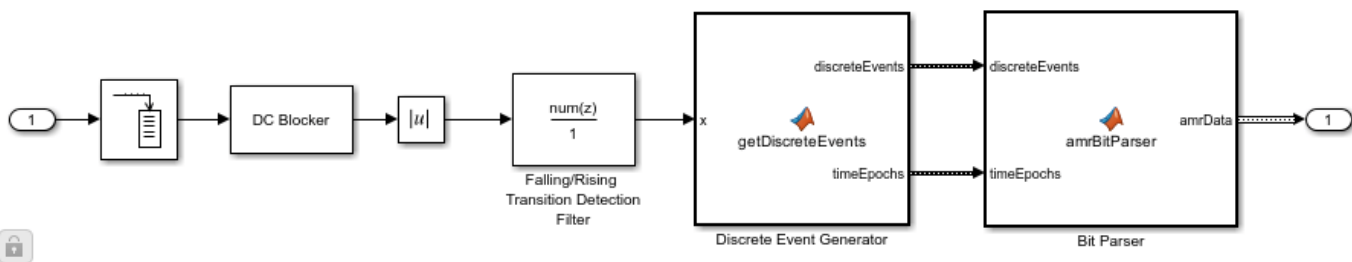 1
DC Blocker
|u|
num(z)
1
Falling/Rising
Transition Detection
Filter
x
discreteEvents
getDiscreteEvents
timeEpochs
Discrete Event Generator
discreteEvents
amrBitParser
timeEpochs
amrData
Bit Parser
1